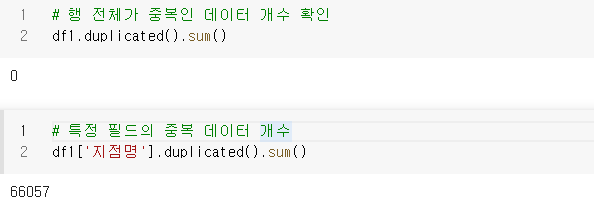 1 # 행 전체가 중복인 데이터 개수 확인
2 df1.duplicated().sum()
0
1 # 특정 필드의 중복 데이터 개수
2 df1['지점명'].duplicated().sum()
66057